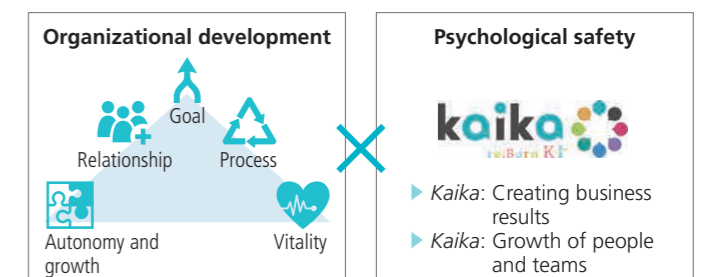 Organizational development
Goal
Relationship
Process
Autonomy and
growth
Vitality
Psychological safety
kaika
Kaika: Creating business
results
Kaika: Growth of people
and teams